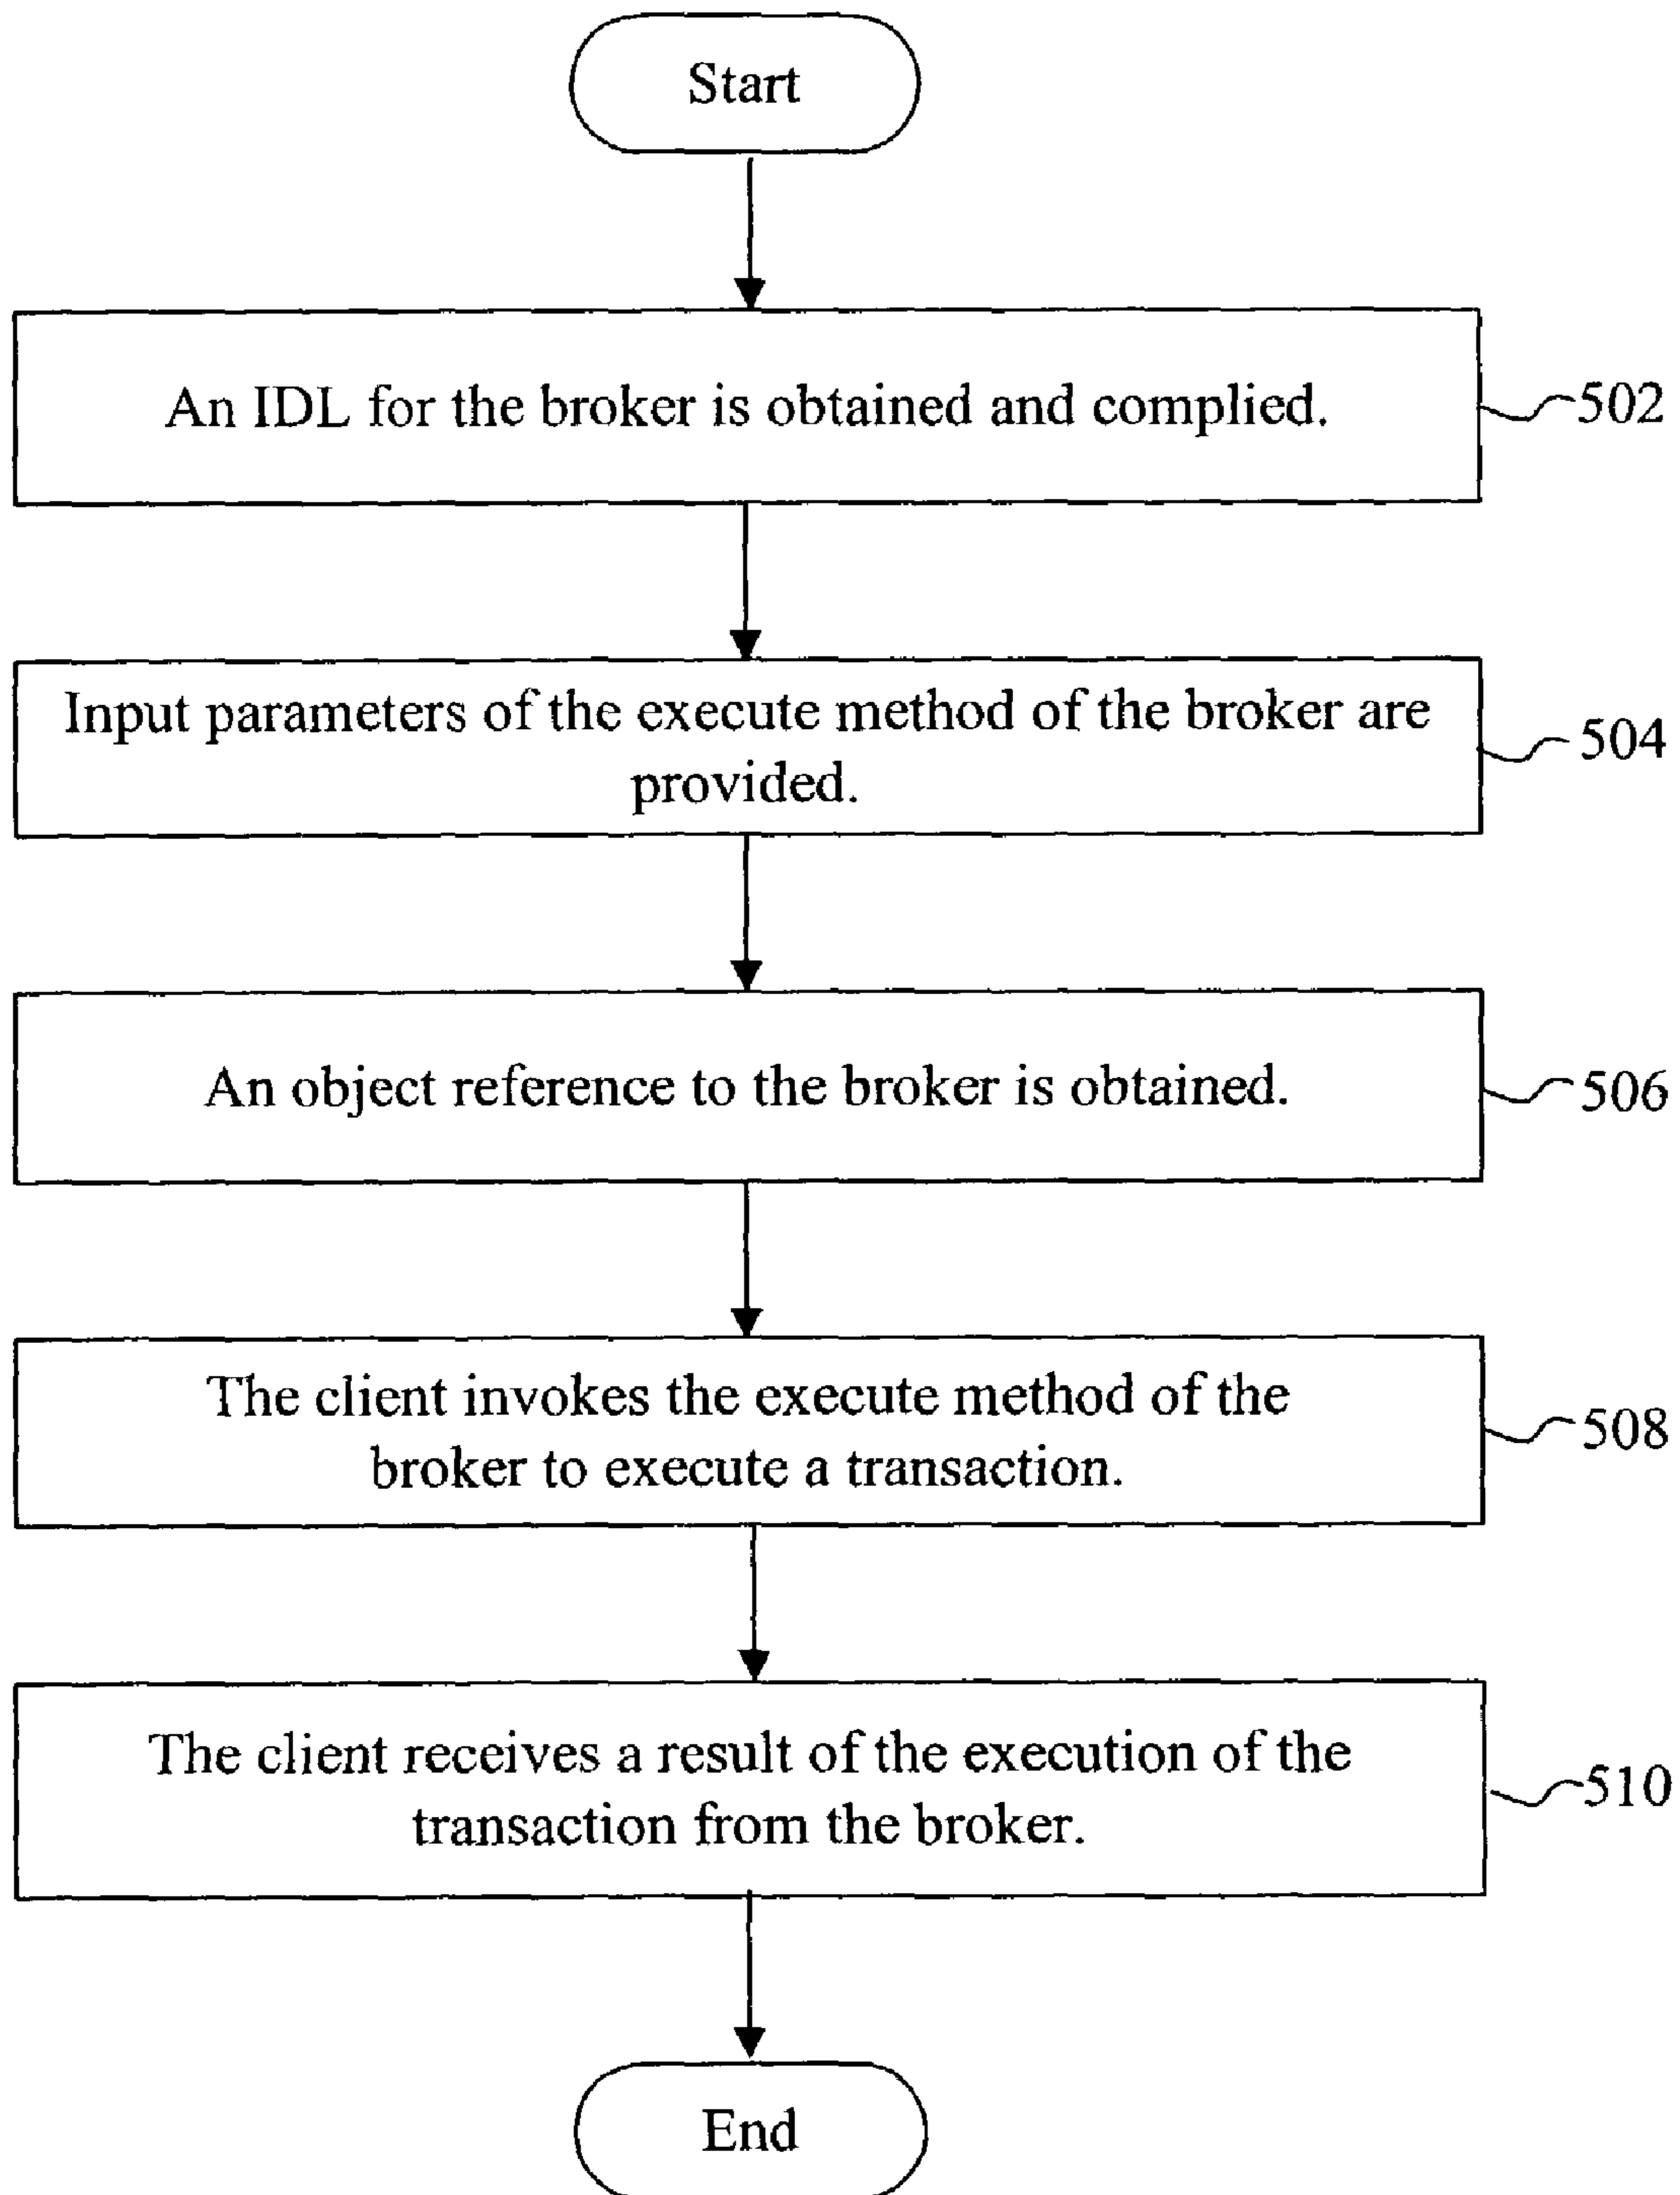 Start
An IDL for the broker is obtained and complied.
502
Input parameters of the execute method of the broker are
provided.
504
An object reference to the broker is obtained.
506
The client invokes the execute method of the
broker to execute a transaction.
508
The client receives a result of the execution of the
transaction from the broker.
510
End